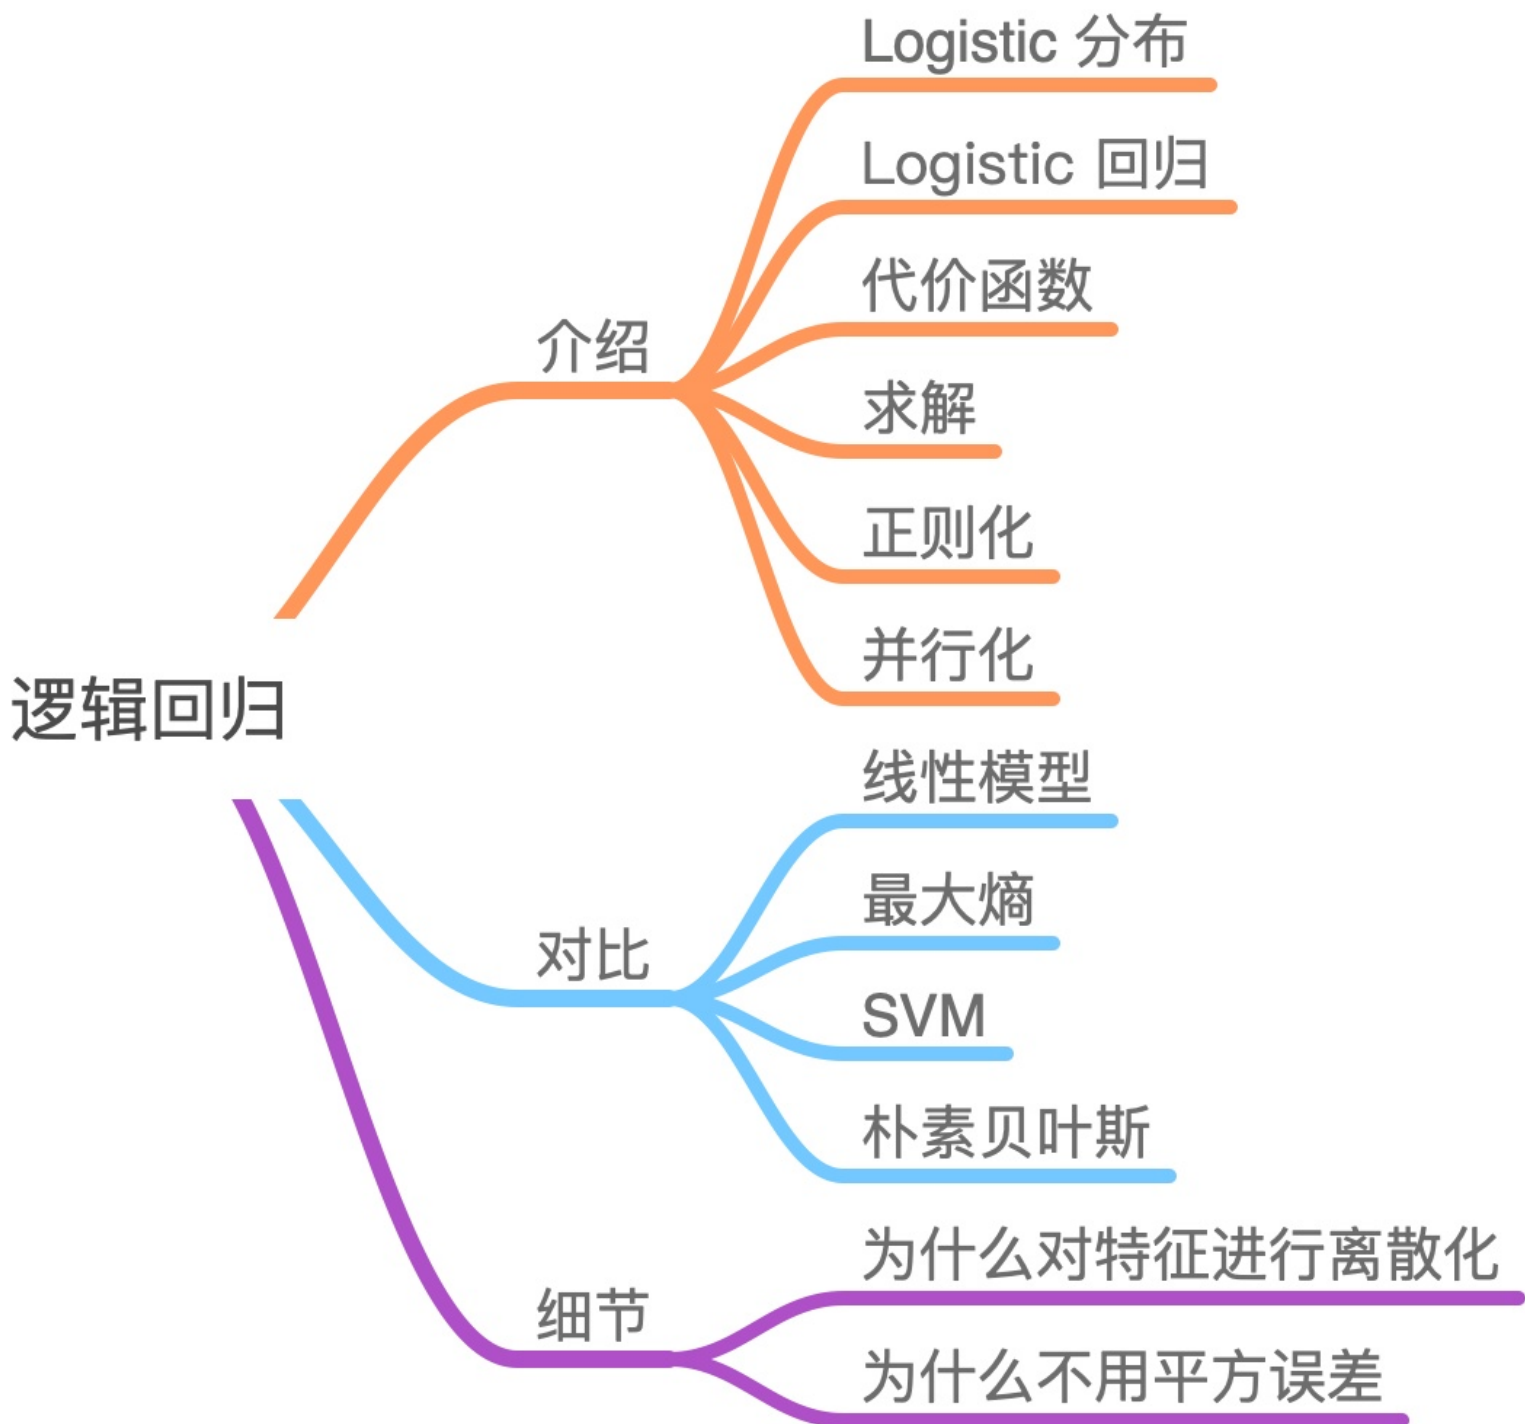 逻辑回归
介绍
Logistic 分布
Logistic 回归
代价函数
求解
正则化
并行化
对比
线性模型
最大熵
SVM
朴素贝叶斯
细节
为什么对特征进行离散化
为什么不用平方误差